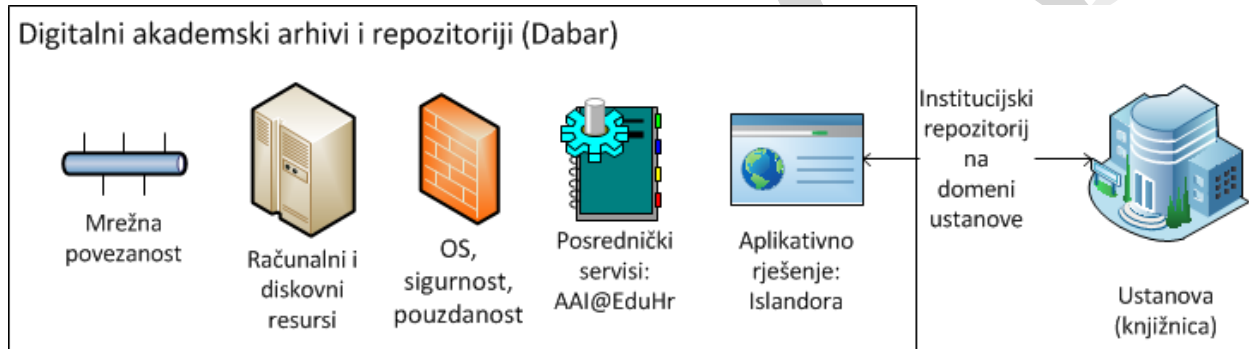 Digitalni akademski arhivi i repozitoriji (Dabar)
Mrežna
povezanost
Računalni i
diskovni
resursi
OS,
sigurnost,
pouzdanost
Posrednički
servisi:
AAI@EduHr
Aplikativno
rješenje:
Islandora
Institucijski
repozitorij
na
domeni
ustanove
Ustanova
(knjižnica)